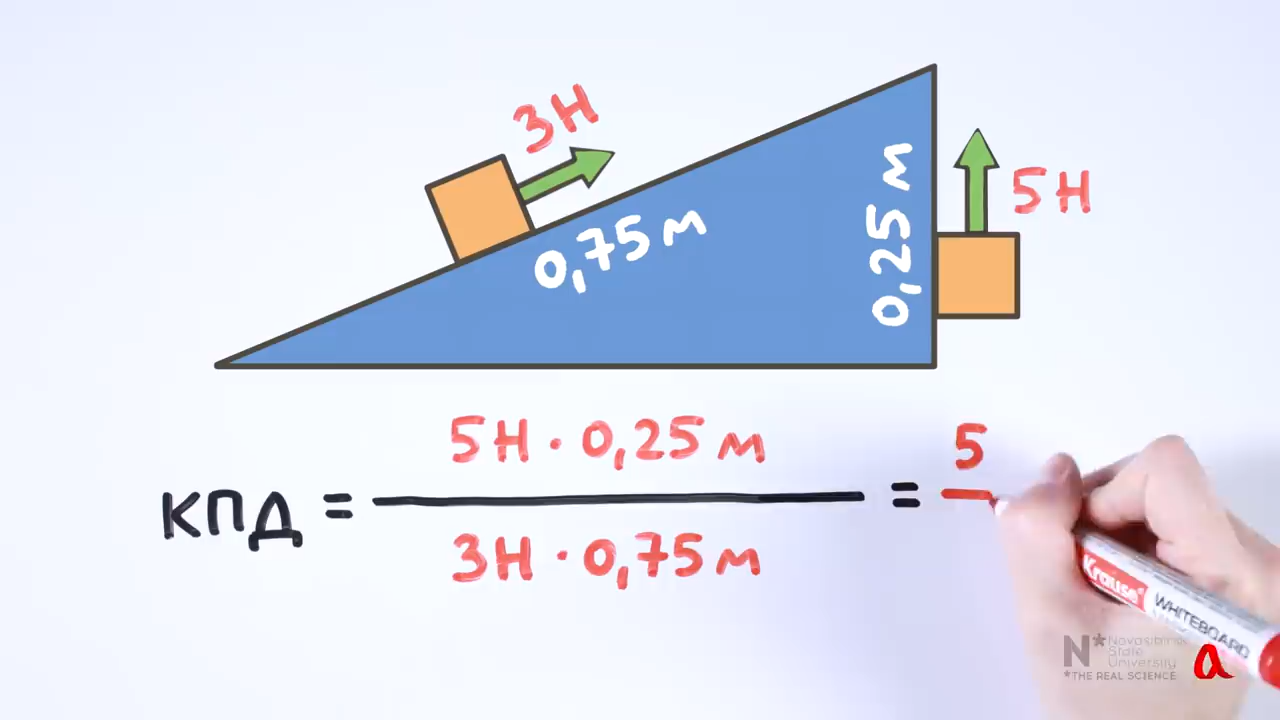 3Н
0,75 м
0,25 м
5Н
5Н · 0,25 м
КПД = = 5
3Н · 0,75 м
Krause
WHITEBOARD
N* Novosibirsk
State
University
*THE REAL SCIENCE
a